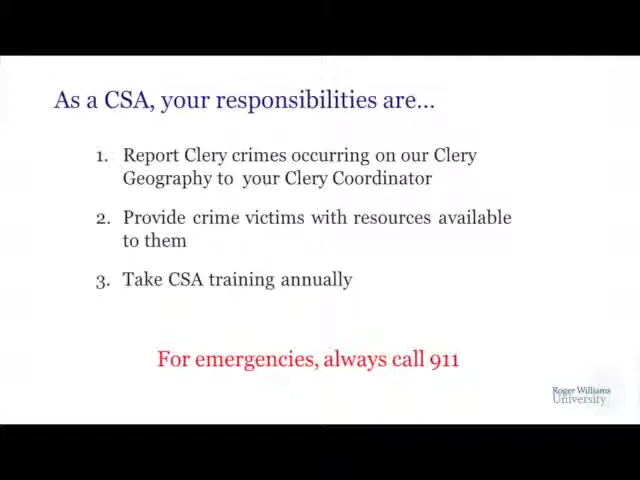 As a CSA, your responsibilities are...
1. Report Clery crimes occurring on our Clery
Geography to your Clery Coordinator
2. Provide crime victims with resources available
to them
3. Take CSA training annually
For emergencies, always call 911
Roger Williams
University